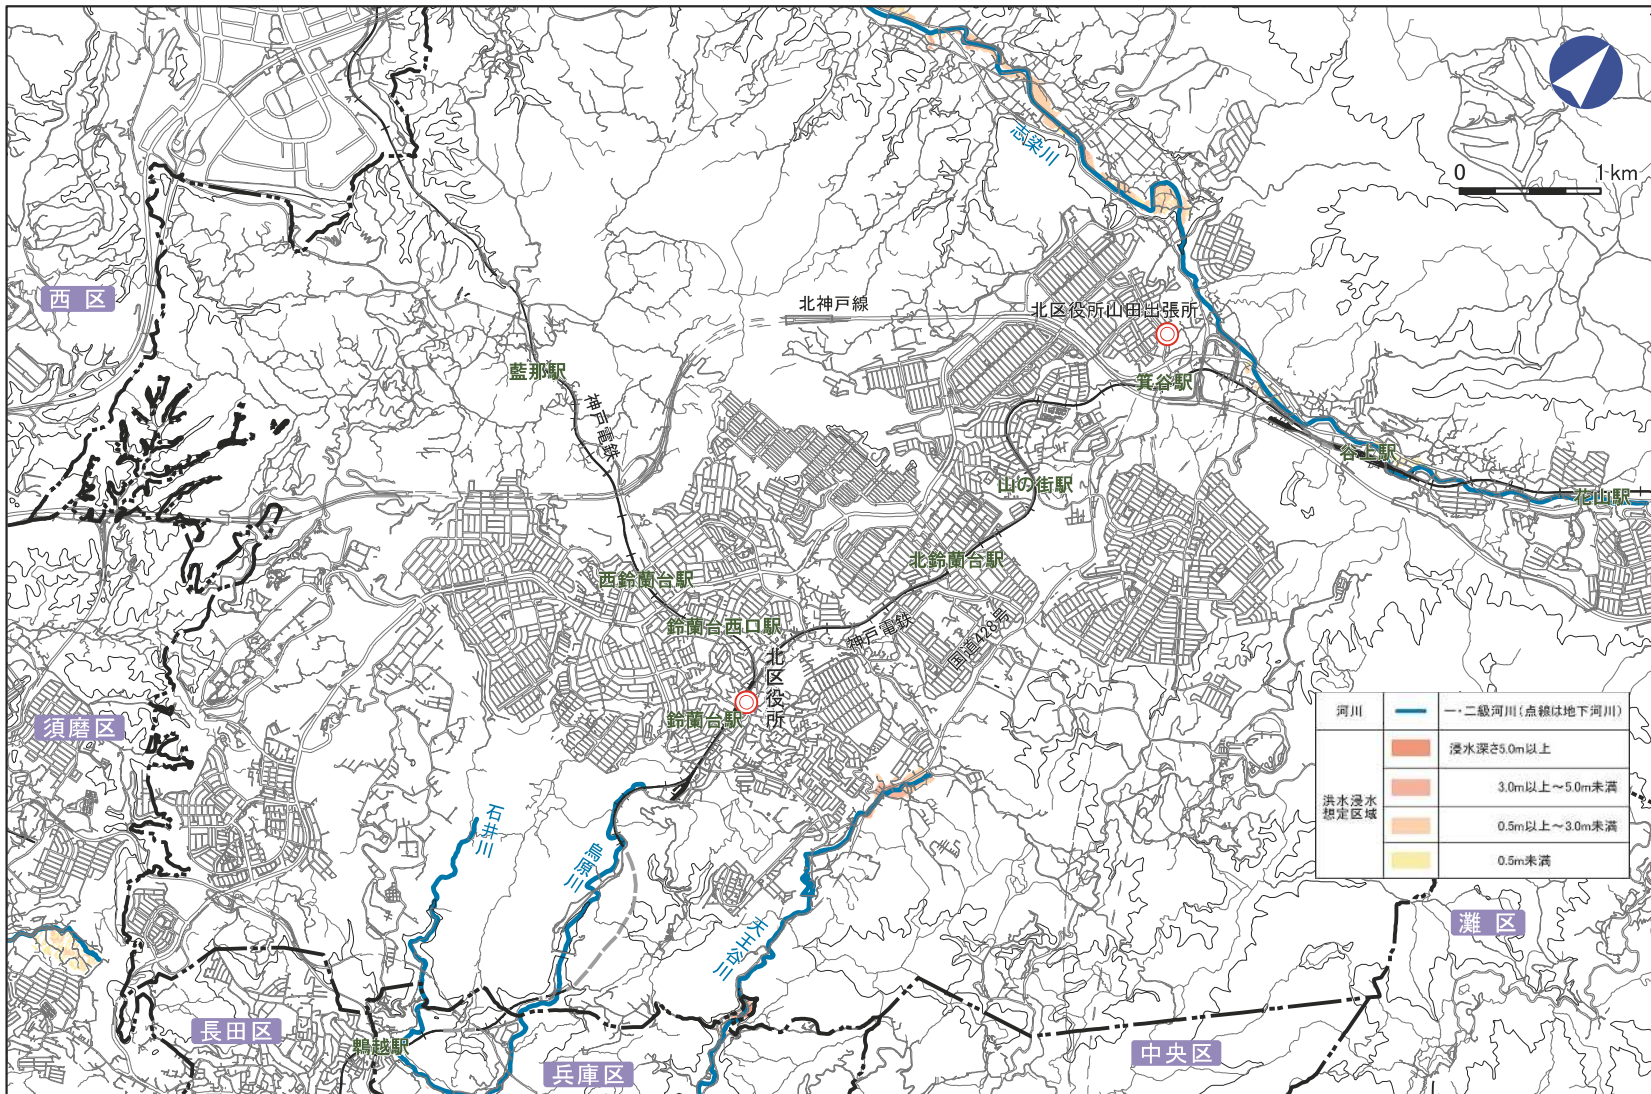 志染川
0 1km
西区
北神戸線
北区役所山田出張所
藍那駅
箕谷駅
神戸電鉄
谷上駅
山の街駅
花山駅
北鈴蘭台駅
西鈴蘭台駅
鈴蘭台西口駅
神戸電鉄
国道428号
北区役所
鈴蘭台駅
須磨区
河川 一・二級河川(点線は地下河川)
洪水浸水
想定区域
浸水深さ5.0m以上
3.0m以上～5.0m未満
0.5m以上～3.0m未満
0.5m未満
石井川
烏原川
天王谷川
灘区
長田区
鵯越駅
兵庫区
中央区